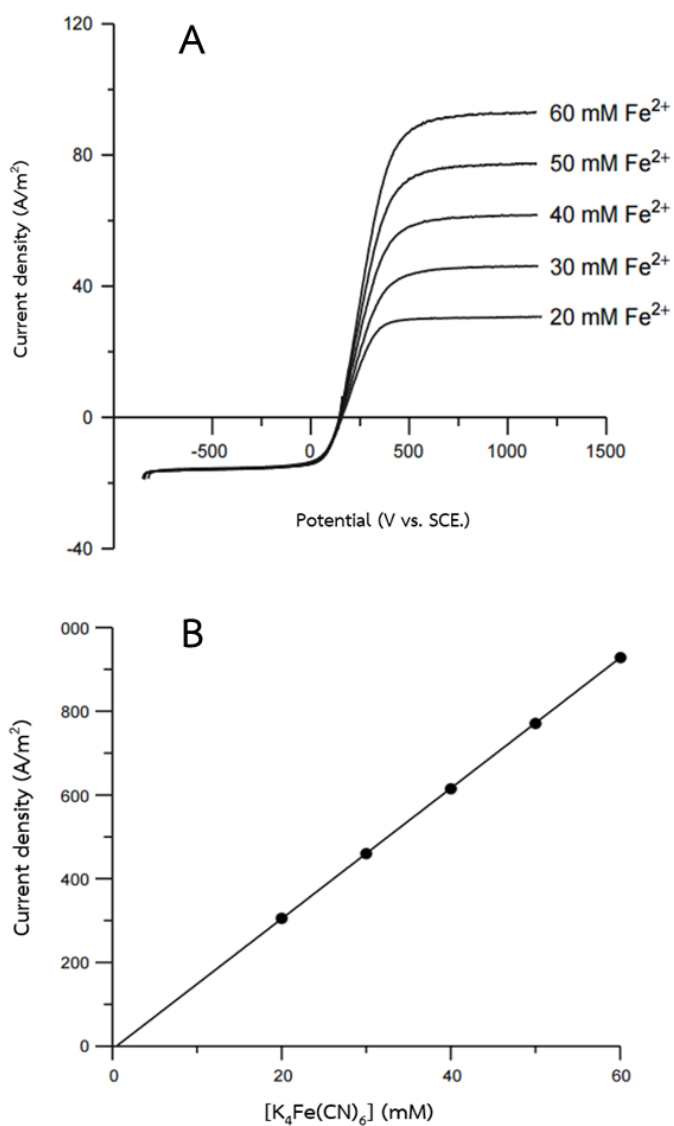 A
120
80
40
0
-40
Current density (A/m²)
60 mM Fe²⁺
50 mM Fe²⁺
40 mM Fe²⁺
30 mM Fe²⁺
20 mM Fe²⁺
-500 0 500 1000 1500
Potential (V vs. SCE.)
B
000
800
600
400
200
0
Current density (A/m²)
0 20 40 60
[K₄Fe(CN)₆] (mM)